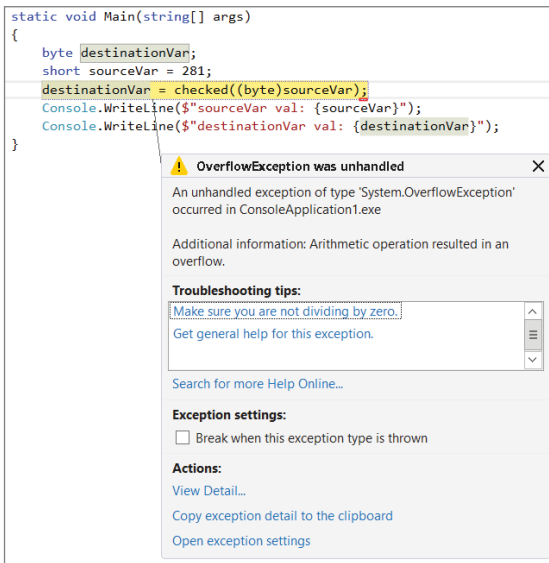 static void Main(string[] args)
{
byte destinationVar;
short sourceVar = 281;
destinationVar = checked((byte)sourceVar);
Console.WriteLine($"sourceVar val: {sourceVar}");
Console.WriteLine($"destinationVar val: {destinationVar}");
}
OverflowException was unhandled
An unhandled exception of type 'System.OverflowException'
occurred in ConsoleApplication1.exe
Additional information: Arithmetic operation resulted in an
overflow.
Troubleshooting tips:
Make sure you are not dividing by zero.
Get general help for this exception.
Search for more Help Online...
Exception settings:
Break when this exception type is thrown
Actions:
View Detail...
Copy exception detail to the clipboard
Open exception settings